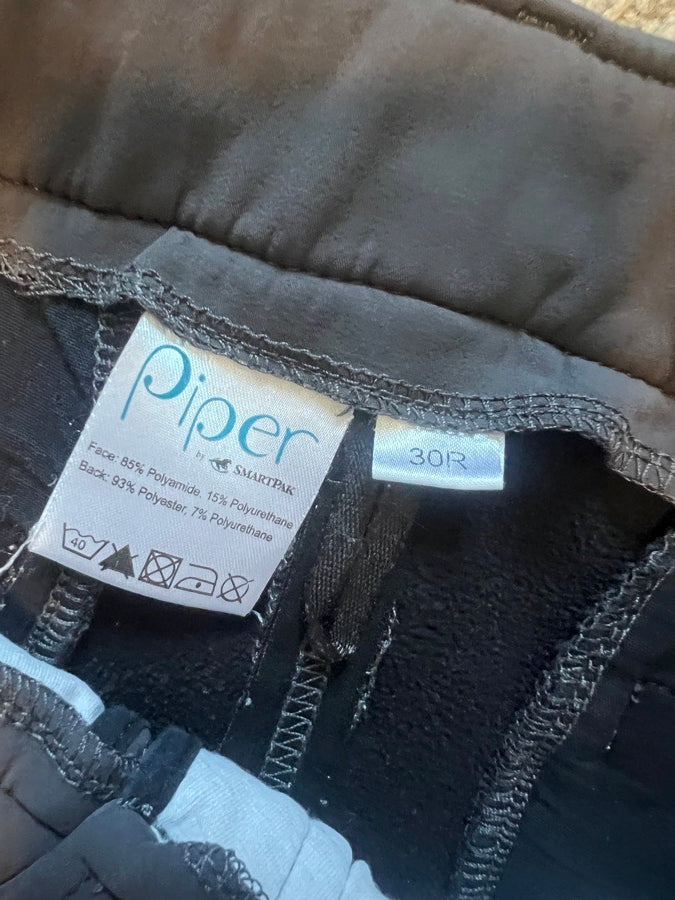 Piper
BY SMARTPAK
Face: 85% Polyamide, 15% Polyurethane
Back: 93% Polyester, 7% Polyurethane
40
30R